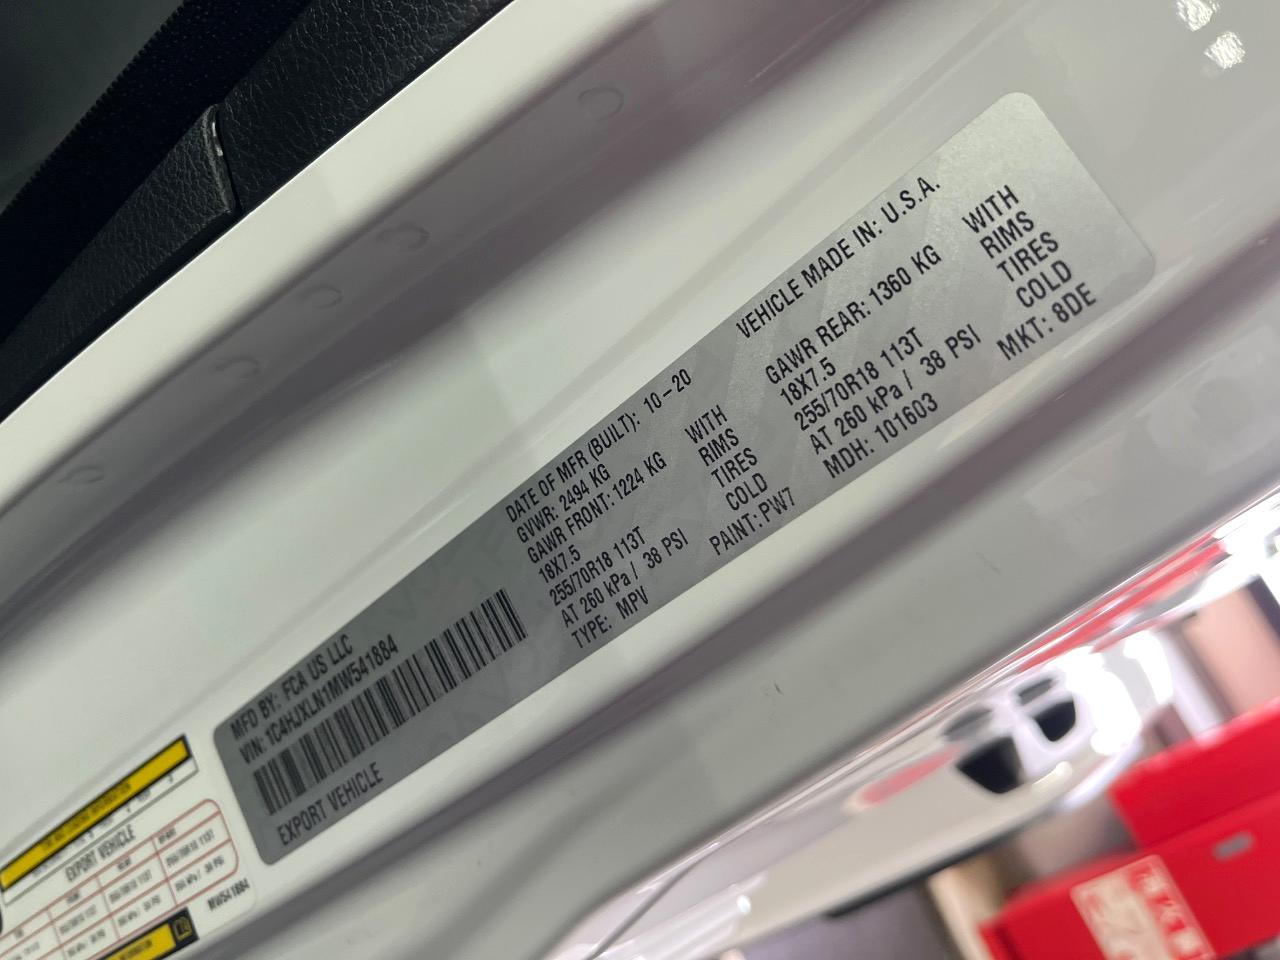 MFD BY: FCA US LLC
DATE OF MFR (BUILT): 10-20
VEHICLE MADE IN: U.S.A.
VIN: 1C4HJXLN1MW541884
GVWR: 2494 KG
GAWR FRONT: 1224 KG WITH
18X7.5 RIMS
255/70R18 113T TIRES
AT 260 kPa / 38 PSI COLD
GAWR REAR: 1360 KG WITH
18X7.5 RIMS
255/70R18 113T TIRES
AT 260 kPa / 38 PSI COLD
EXPORT VEHICLE
TYPE: MPV
PAINT: PW7
MDH: 101603
MKT: 8DE
EXPORT VEHICLE
MW541884